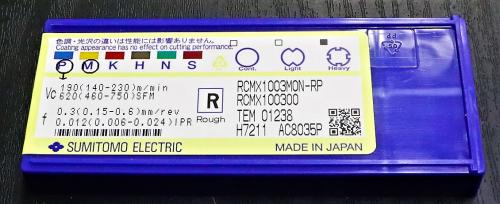 色調・光沢の違いは性能には影響ありません。
Coating appearance has no effect on cutting performance.
P M K H N S
Cont. Light Heavy
Vc 190(140-230)m/min
620(460-750)SFM
f 0.3(0.15-0.6)mm/rev
0.012(0.006-0.024)IPR
R
Rough
RCMX1003M0N-RP
RCMX100300
TEM 01238
H7211 AC8035P
SUMITOMO ELECTRIC
MADE IN JAPAN
PP